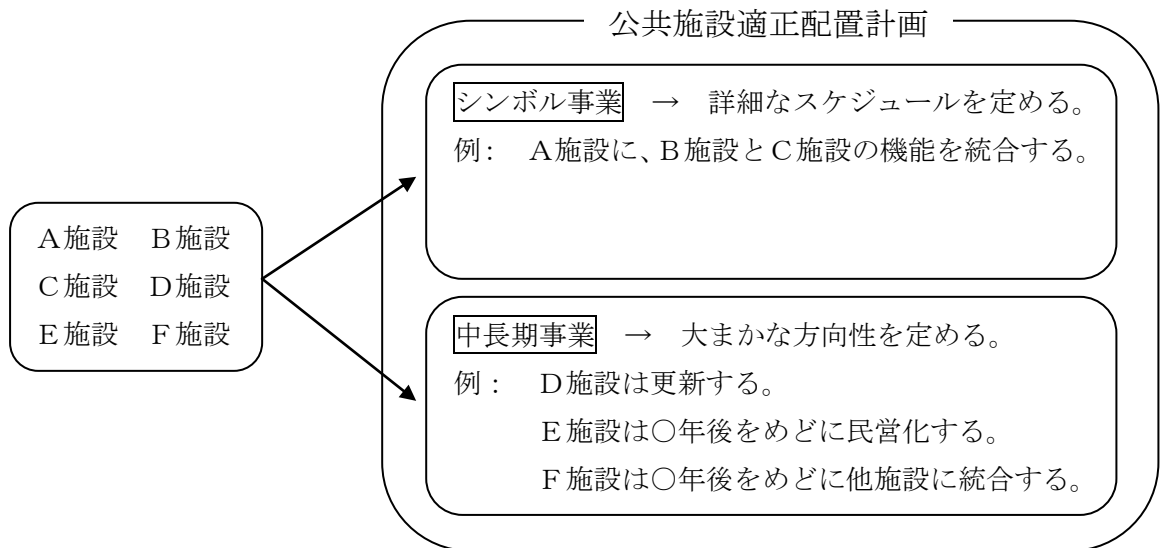 公共施設適正配置計画
シンボル事業 → 詳細なスケジュールを定める。
例： A施設に、B施設とC施設の機能を統合する。
A施設 B施設
C施設 D施設
E施設 F施設
中長期事業 → 大まかな方向性を定める。
例： D施設は更新する。
E施設は○年後をめどに民営化する。
F施設は○年後をめどに他施設に統合する。